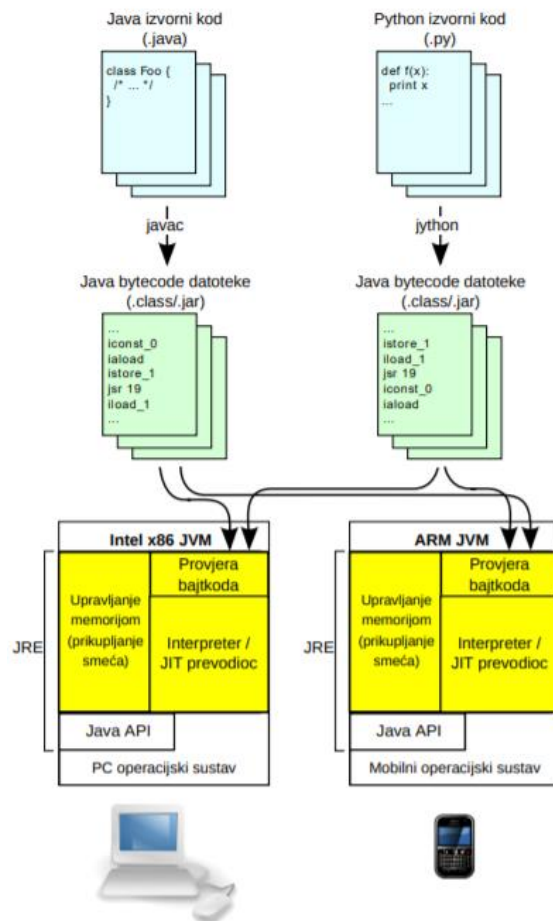 Java izvorni kod
(.java)
class Foo {
/* ... */
}
javac
Java bytecode datoteke
(.class/.jar)
...
iconst_0
iaload
istore_1
jsr 19
iload_1
...
Python izvorni kod
(.py)
def f(x):
print x
...
jython
Java bytecode datoteke
(.class/.jar)
...
istore_1
iload_1
jsr 19
iconst_0
iaload
...
JRE
Intel x86 JVM
Upravljanje
memorijom
(prikupljanje
smeća)
Provjera
bajtkoda
Interpreter /
JIT prevodioc
Java API
PC operacijski sustav
JRE
ARM JVM
Upravljanje
memorijom
(prikupljanje
smeća)
Provjera
bajtkoda
Interpreter /
JIT prevodioc
Java API
Mobilni operacijski sustav